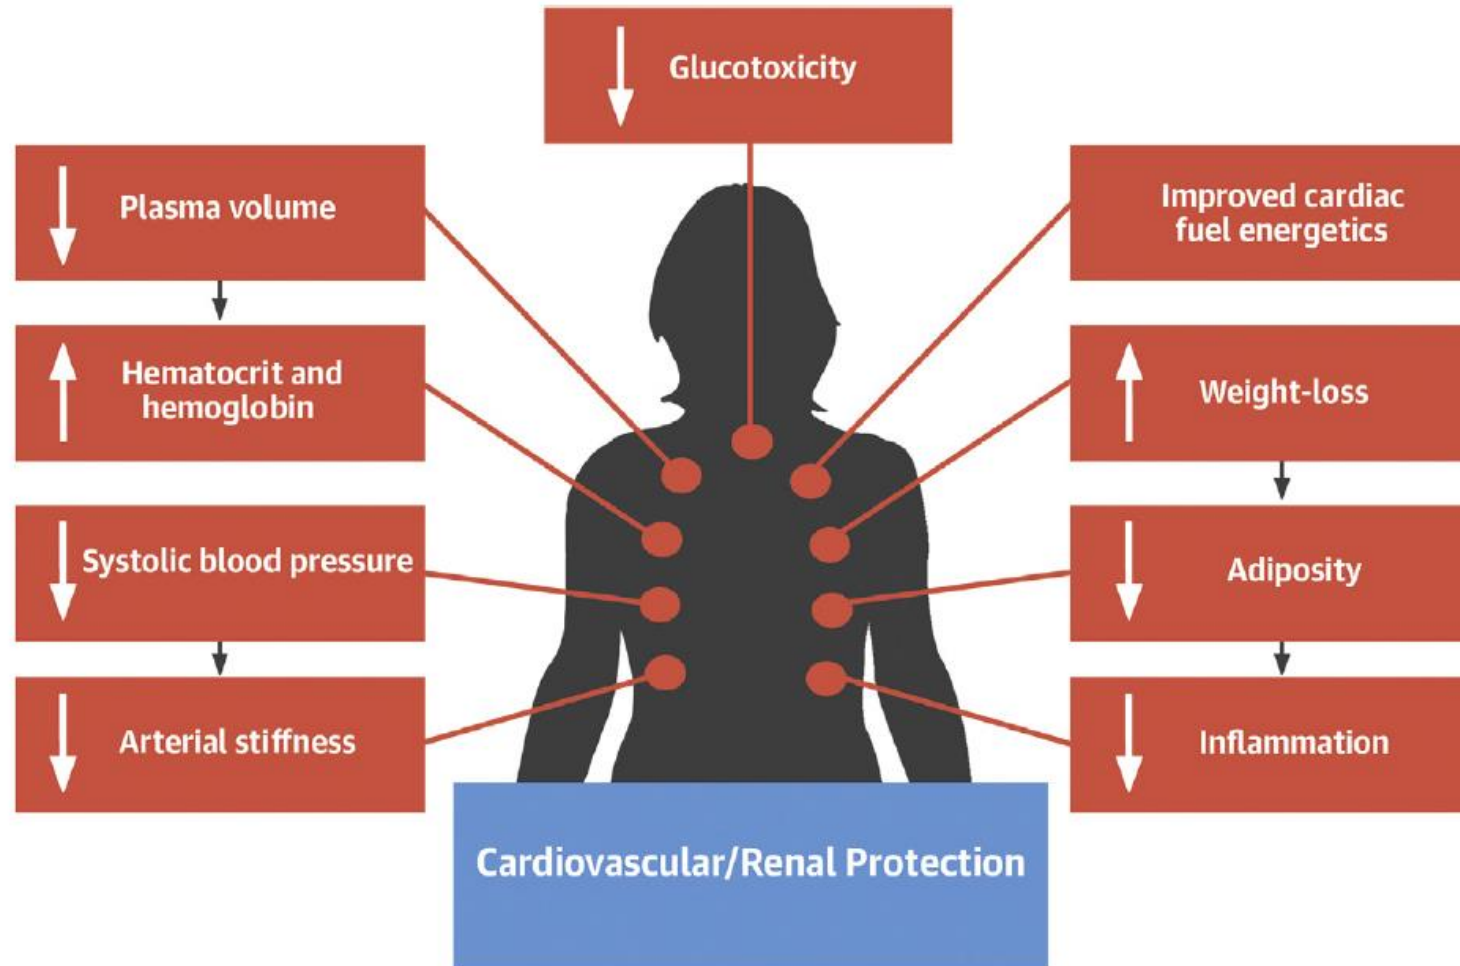 Glucotoxicity
Plasma volume
Improved cardiac
fuel energetics
Hematocrit and
hemoglobin
Weight-loss
Systolic blood pressure
Adiposity
Arterial stiffness
Inflammation
Cardiovascular/Renal Protection